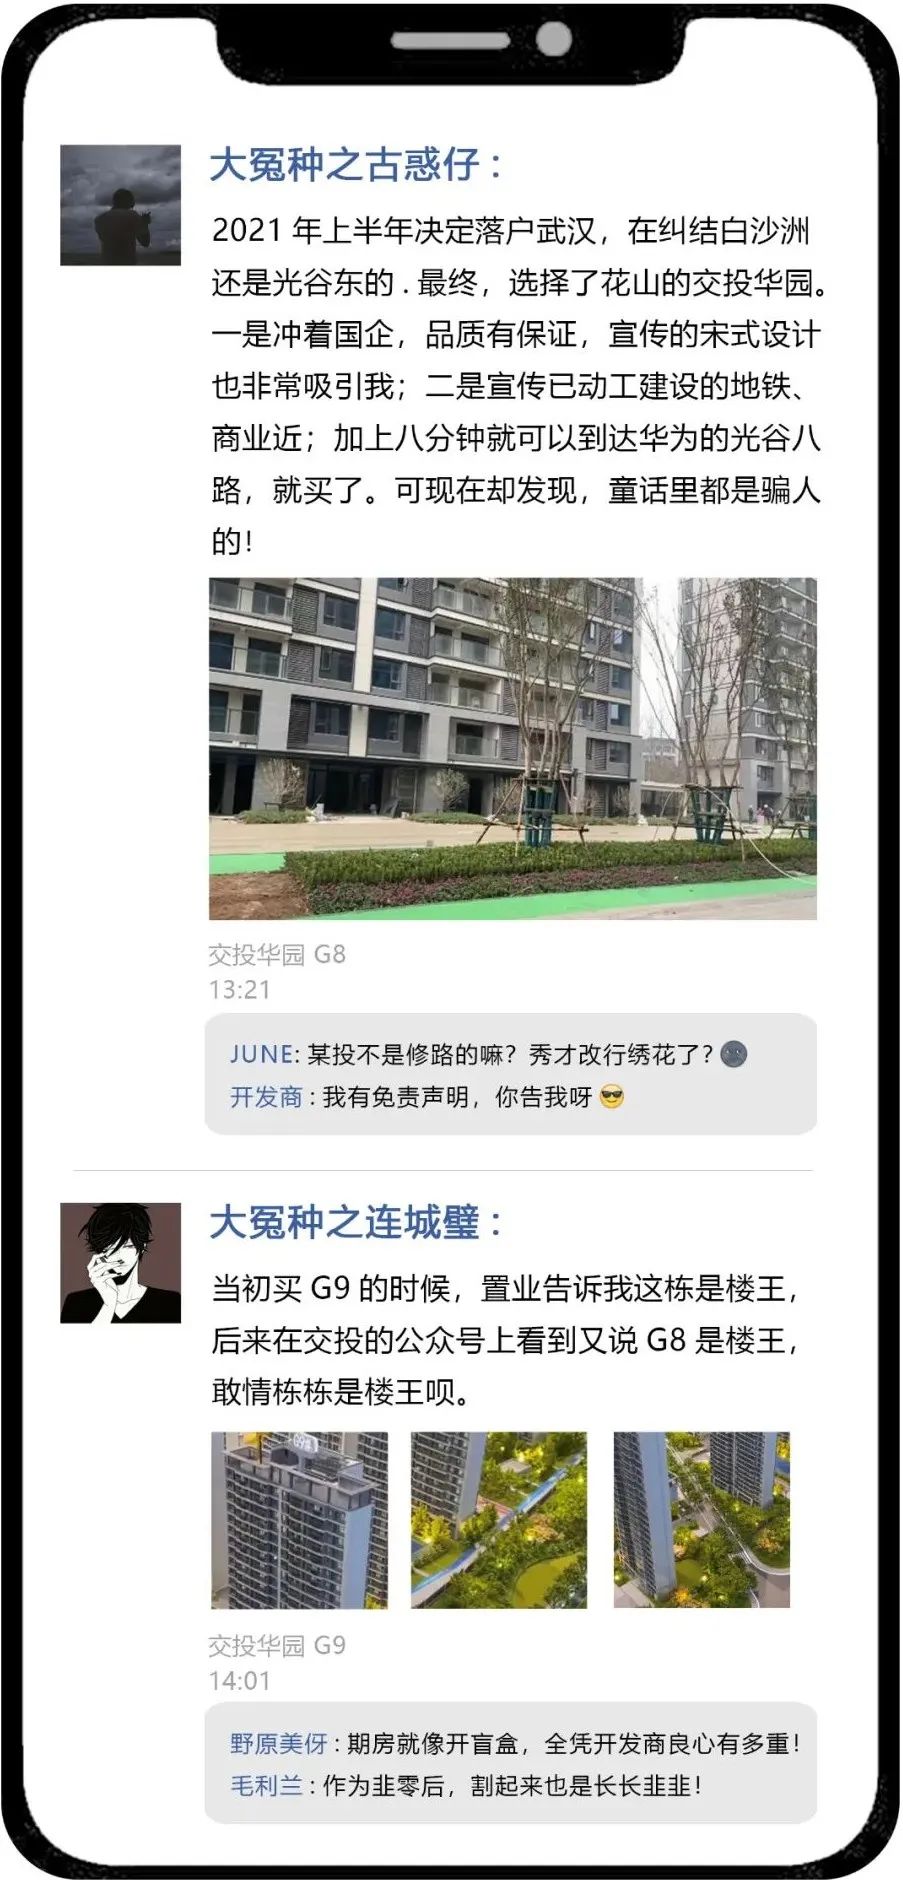 大冤种之古惑仔：
2021 年上半年决定落户武汉，在纠结白沙洲
还是光谷东的 . 最终，选择了花山的交投华园。
一是冲着国企，品质有保证，宣传的宋式设计
也非常吸引我；二是宣传已动工建设的地铁、
商业近；加上八分钟就可以到达华为的光谷八
路，就买了。可现在却发现，童话里都是骗人
的！
交投华园 G8
13:21
JUNE: 某投不是修路的嘛？秀才改行绣花了？
开发商 : 我有免责声明，你告我呀
大冤种之连城璧：
当初买 G9 的时候，置业告诉我这栋是楼王，
后来在交投的公众号上看到又说 G8 是楼王，
敢情栋栋是楼王呗。
G9
交投华园 G9
14:01
野原美伢 : 期房就像开盲盒，全凭开发商良心有多重！
毛利兰 : 作为韭零后，割起来也是长长韭韭！